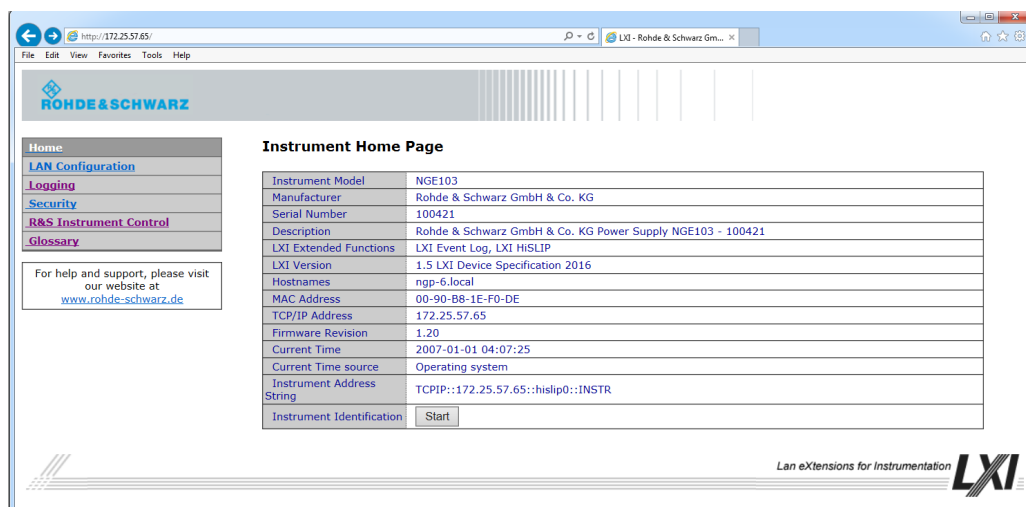 http://172.25.57.65/
LXI - Rohde & Schwarz Gm...
File Edit View Favorites Tools Help
ROHDE&SCHWARZ
Home
LAN Configuration
Logging
Security
R&S Instrument Control
Glossary
For help and support, please visit
our website at
www.rohde-schwarz.de
Instrument Home Page
Instrument Model NGE103
Manufacturer Rohde & Schwarz GmbH & Co. KG
Serial Number 100421
Description Rohde & Schwarz GmbH & Co. KG Power Supply NGE103 - 100421
LXI Extended Functions LXI Event Log, LXI HiSLIP
LXI Version 1.5 LXI Device Specification 2016
Hostnames ngp-6.local
MAC Address 00-90-B8-1E-F0-DE
TCP/IP Address 172.25.57.65
Firmware Revision 1.20
Current Time 2007-01-01 04:07:25
Current Time source Operating system
Instrument Address
String TCPIP::172.25.57.65::hislip0::INSTR
Instrument Identification Start
Lan eXtensions for Instrumentation LXI